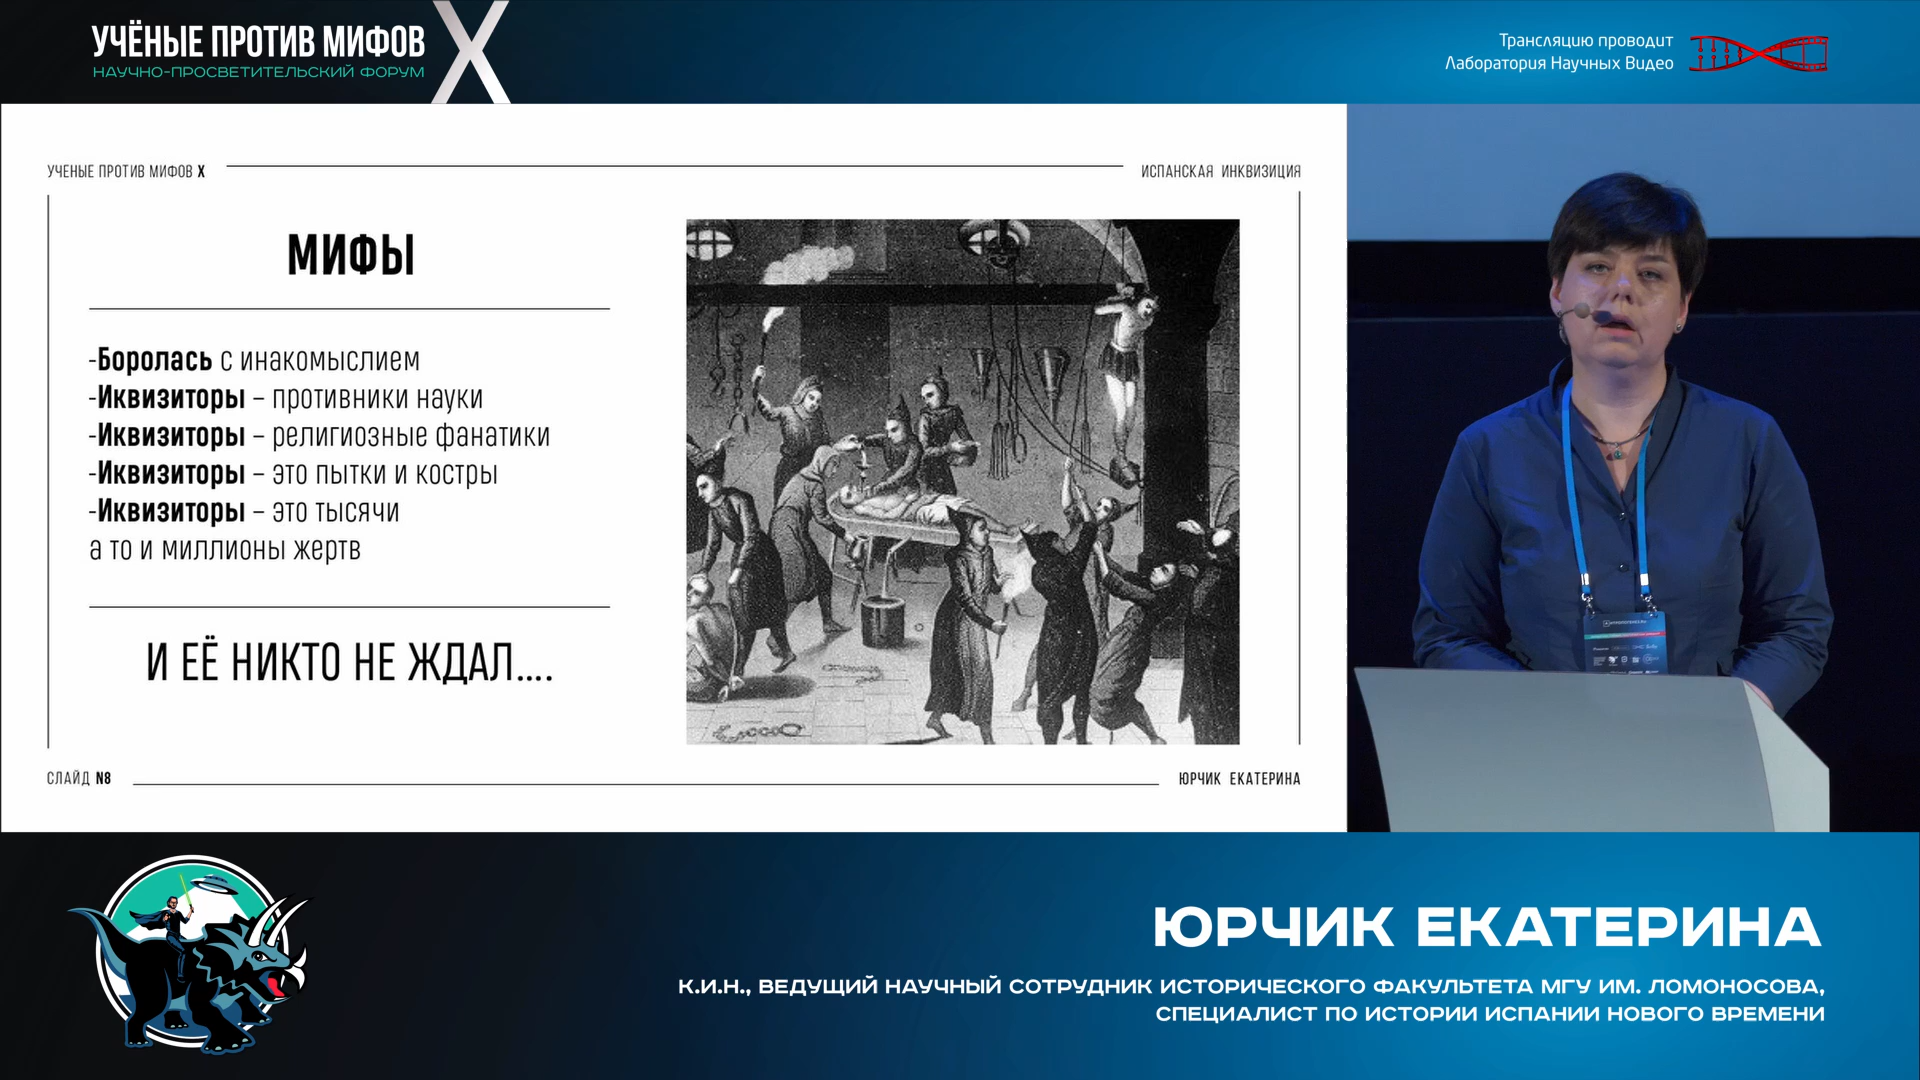 УЧЁНЫЕ ПРОТИВ МИФОВ X
НАУЧНО-ПРОСВЕТИТЕЛЬСКИЙ ФОРУМ
Трансляцию проводит
Лаборатория Научных Видео
УЧЕНЫЕ ПРОТИВ МИФОВ X
ИСПАНСКАЯ ИНКВИЗИЦИЯ
МИФЫ
-Боролась с инакомыслием
-Иквизиторы – противники науки
-Иквизиторы – религиозные фанатики
-Иквизиторы – это пытки и костры
-Иквизиторы – это тысячи
а то и миллионы жертв
И ЕЁ НИКТО НЕ ЖДАЛ....
СЛАЙД N8
ЮРЧИК ЕКАТЕРИНА
ЮРЧИК ЕКАТЕРИНА
К.И.Н., ВЕДУЩИЙ НАУЧНЫЙ СОТРУДНИК ИСТОРИЧЕСКОГО ФАКУЛЬТЕТА МГУ ИМ. ЛОМОНОСОВА,
СПЕЦИАЛИСТ ПО ИСТОРИИ ИСПАНИИ НОВОГО ВРЕМЕНИ